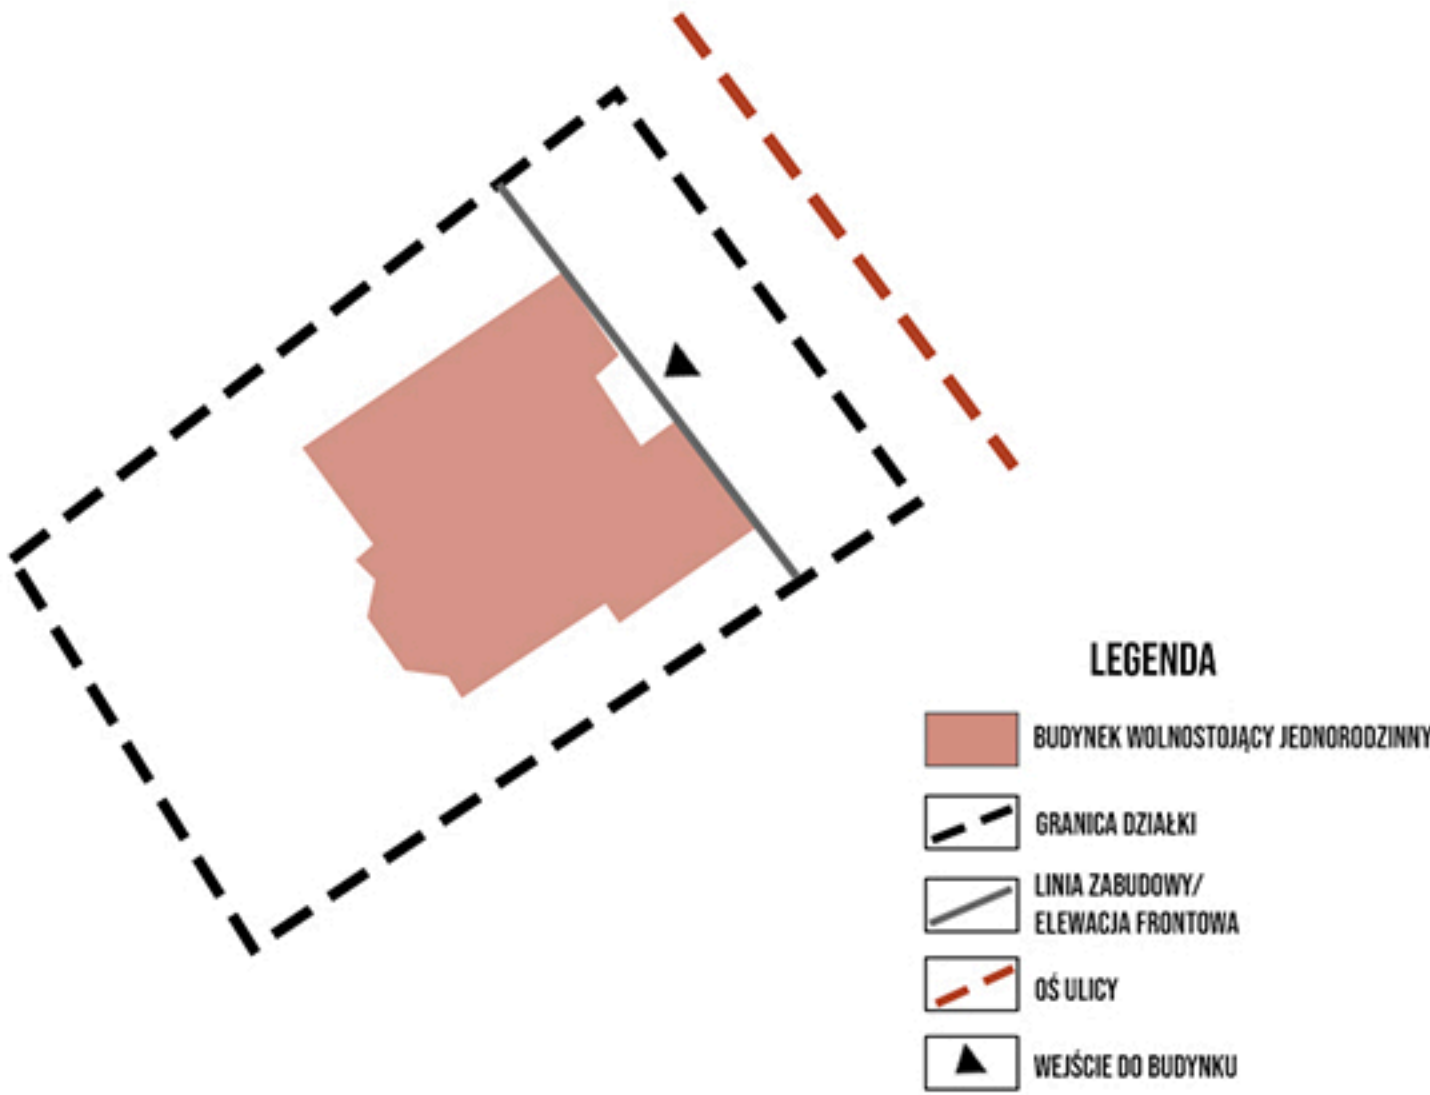 LEGENDA
BUDYNEK WOLNOSTOJĄCY JEDNORODZINNY
GRANICA DZIAŁKI
LINIA ZABUDOWY/
ELEWACJA FRONTOWA
OŚ ULICY
WEJŚCIE DO BUDYNKU